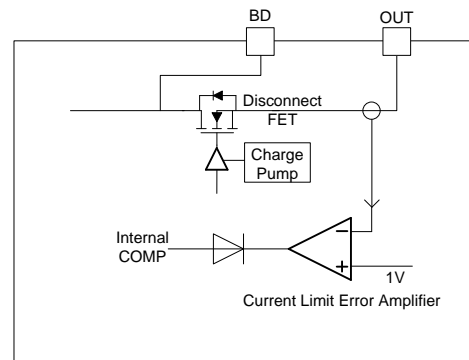 BD
OUT
Disconnect
FET
Charge
Pump
Internal
COMP
−
+
1V
Current Limit Error Amplifier